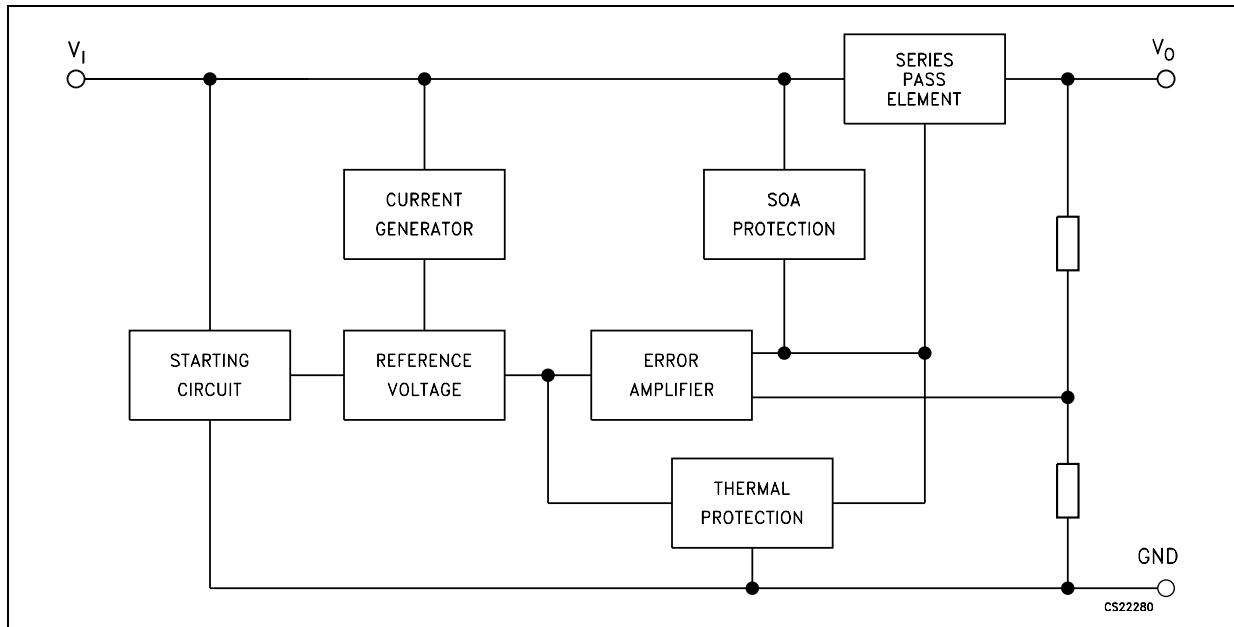 V_I
SERIES
PASS
ELEMENT
V_O
CURRENT
GENERATOR
SOA
PROTECTION
STARTING
CIRCUIT
REFERENCE
VOLTAGE
ERROR
AMPLIFIER
THERMAL
PROTECTION
GND
CS22280